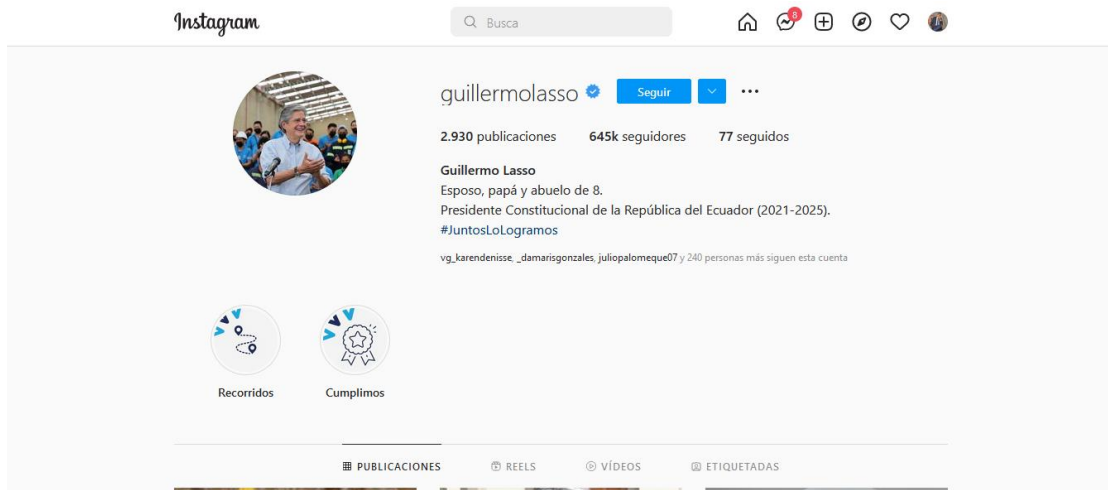 Instagram
Busca
8
guillermolasso
Seguir
2.930 publicaciones 645k seguidores 77 seguidos
Guillermo Lasso
Esposo, papá y abuelo de 8.
Presidente Constitucional de la República del Ecuador (2021-2025).
#JuntosLoLogramos
vg_karendenisse, _damarisgonzales, juliopalomeque07 y 240 personas más siguen esta cuenta
Recorridos Cumplimos
PUBLICACIONES REELS VÍDEOS ETIQUETADAS